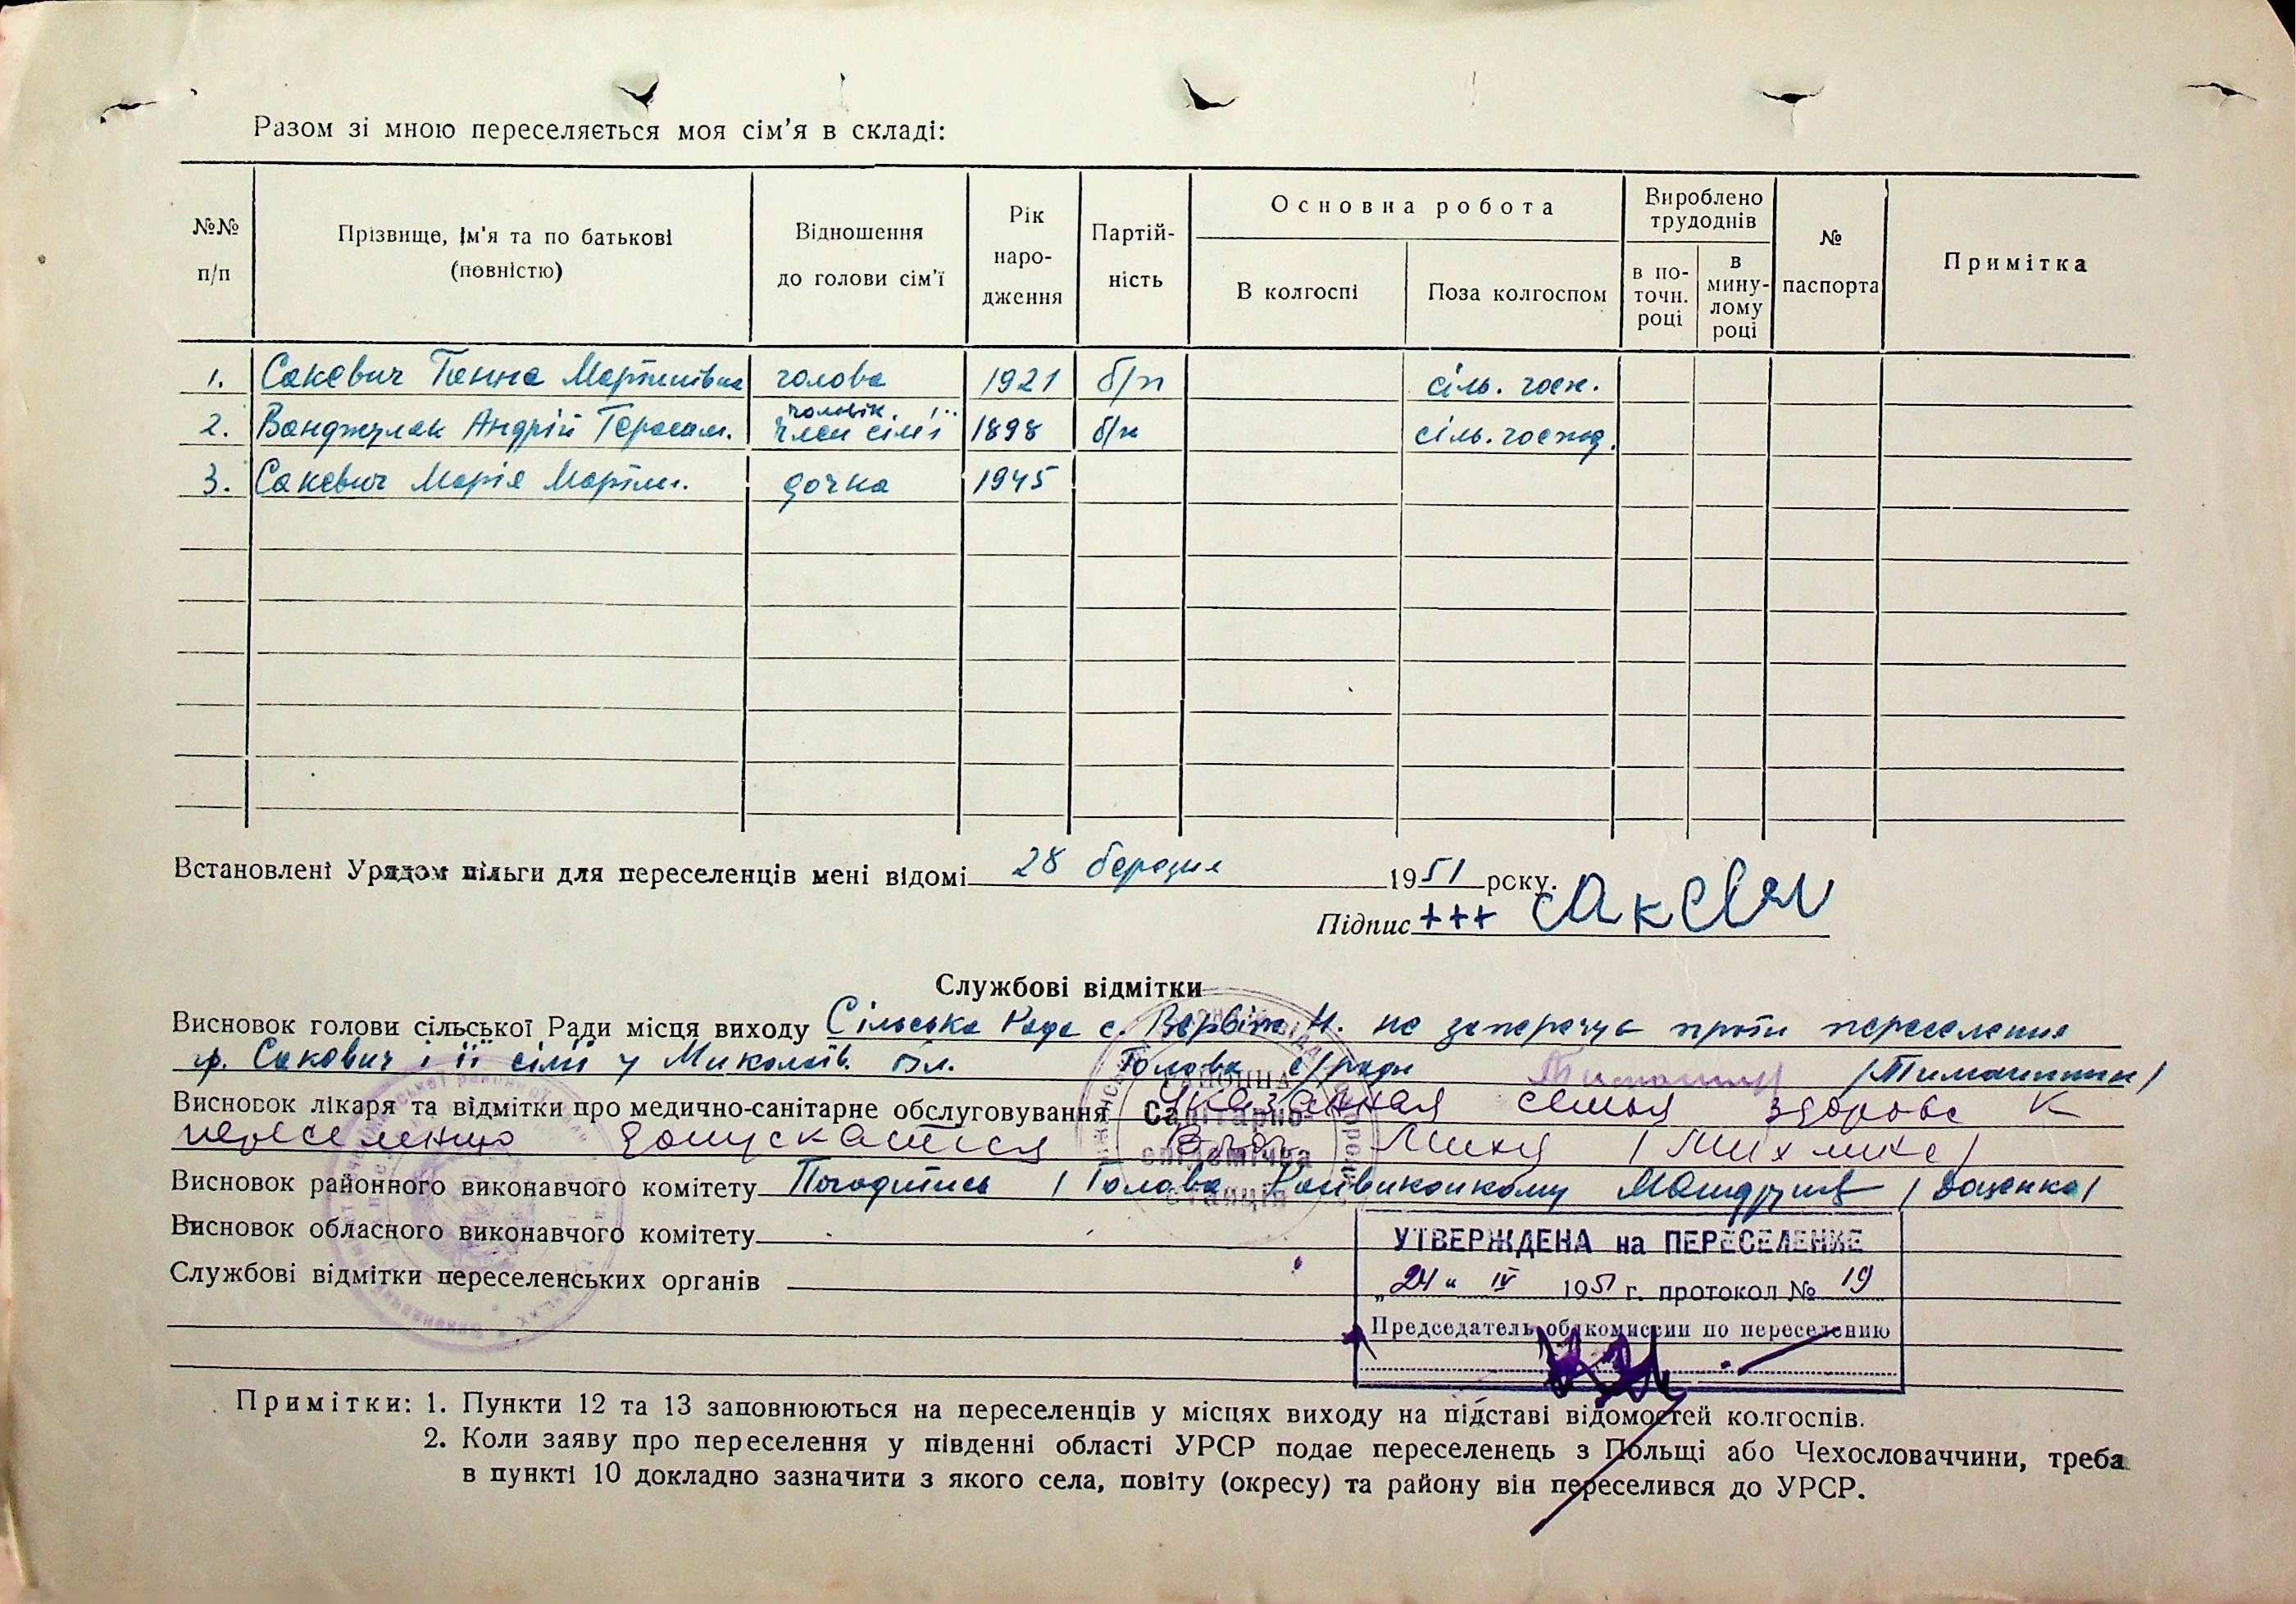 Разом зі мною переселяється моя сім'я в складі:
№№ п/п
Прізвище, ім'я та по батькові (повністю)
Відношення до голови сім'ї
Рік народження
Партійність
Основна робота
В колгоспі
Поза колгоспом
Вироблено трудоднів
в поточн. році
в минулому році
№ паспорта
Примітка
1. Сакевич Ганна Мартинівна голова 1921 б/п сіль. госп.
2. Ванджулак Андрій Герасим. чоловік. член сім'ї 1898 б/п сіль. господ.
3. Сакевич Марія Мартин. дочка 1945
Встановлені Урядом пільги для переселенців мені відомі 28 березня 1951 року.
Підпис +++ Сакевич
Службові відмітки
Висновок голови сільської Ради місця виходу Сільська Рада с. Вербіж Н. не заперечує проти переселення
гр. Сакевич і її сім'ї у Миколаїв. обл. Голова с/ради
Висновок лікаря та відмітки про медично-санітарне обслуговування Указанная семья здорова к
переселению допускается Врач
Висновок районного виконавчого комітету Погодитись Голова Райвиконкому
Висновок обласного виконавчого комітету
Службові відмітки переселенських органів
Санітарно-
епідемічна
станція
УТВЕРЖДЕНА на ПЕРЕСЕЛЕНИЕ
„24" IV 1951 г. протокол № 19
Председатель облкомиссии по переселению
Примітки: 1. Пункти 12 та 13 заповнюються на переселенців у місцях виходу на підставі відомостей колгоспів.
2. Коли заяву про переселення у південні області УРСР подає переселенець з Польщі або Чехословаччини, треба
в пункті 10 докладно зазначити з якого села, повіту (окресу) та району він переселився до УРСР.